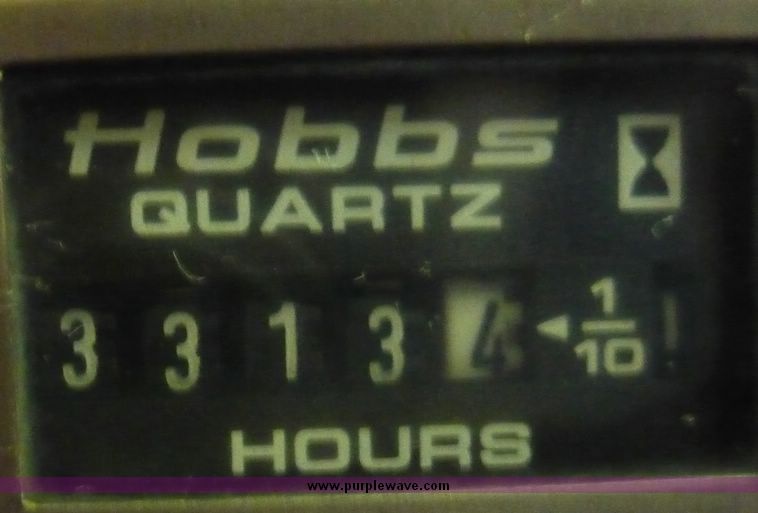 Hobbs
QUARTZ
3 3 1 3 4 ◄ 1/10
HOURS
www.purplewave.com